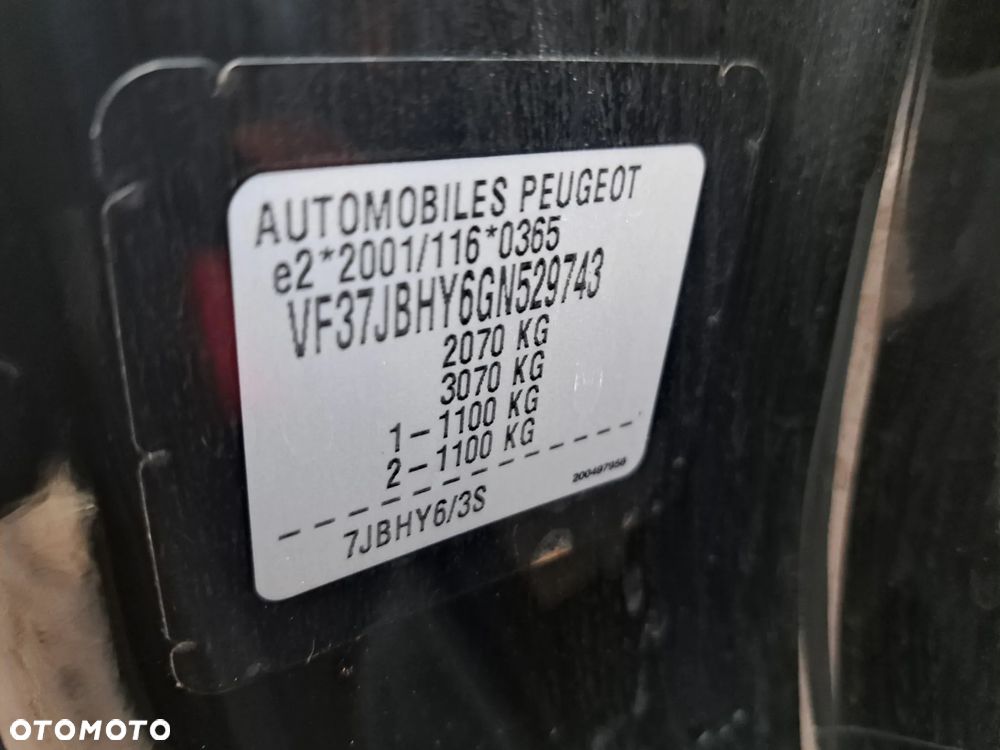 AUTOMOBILES PEUGEOT
e2*2001/116*0365
VF37JBHY6GN529743
2070 KG
3070 KG
1-1100 KG
2-1100 KG
200497959
7JBHY6/3S
OTOMOTO